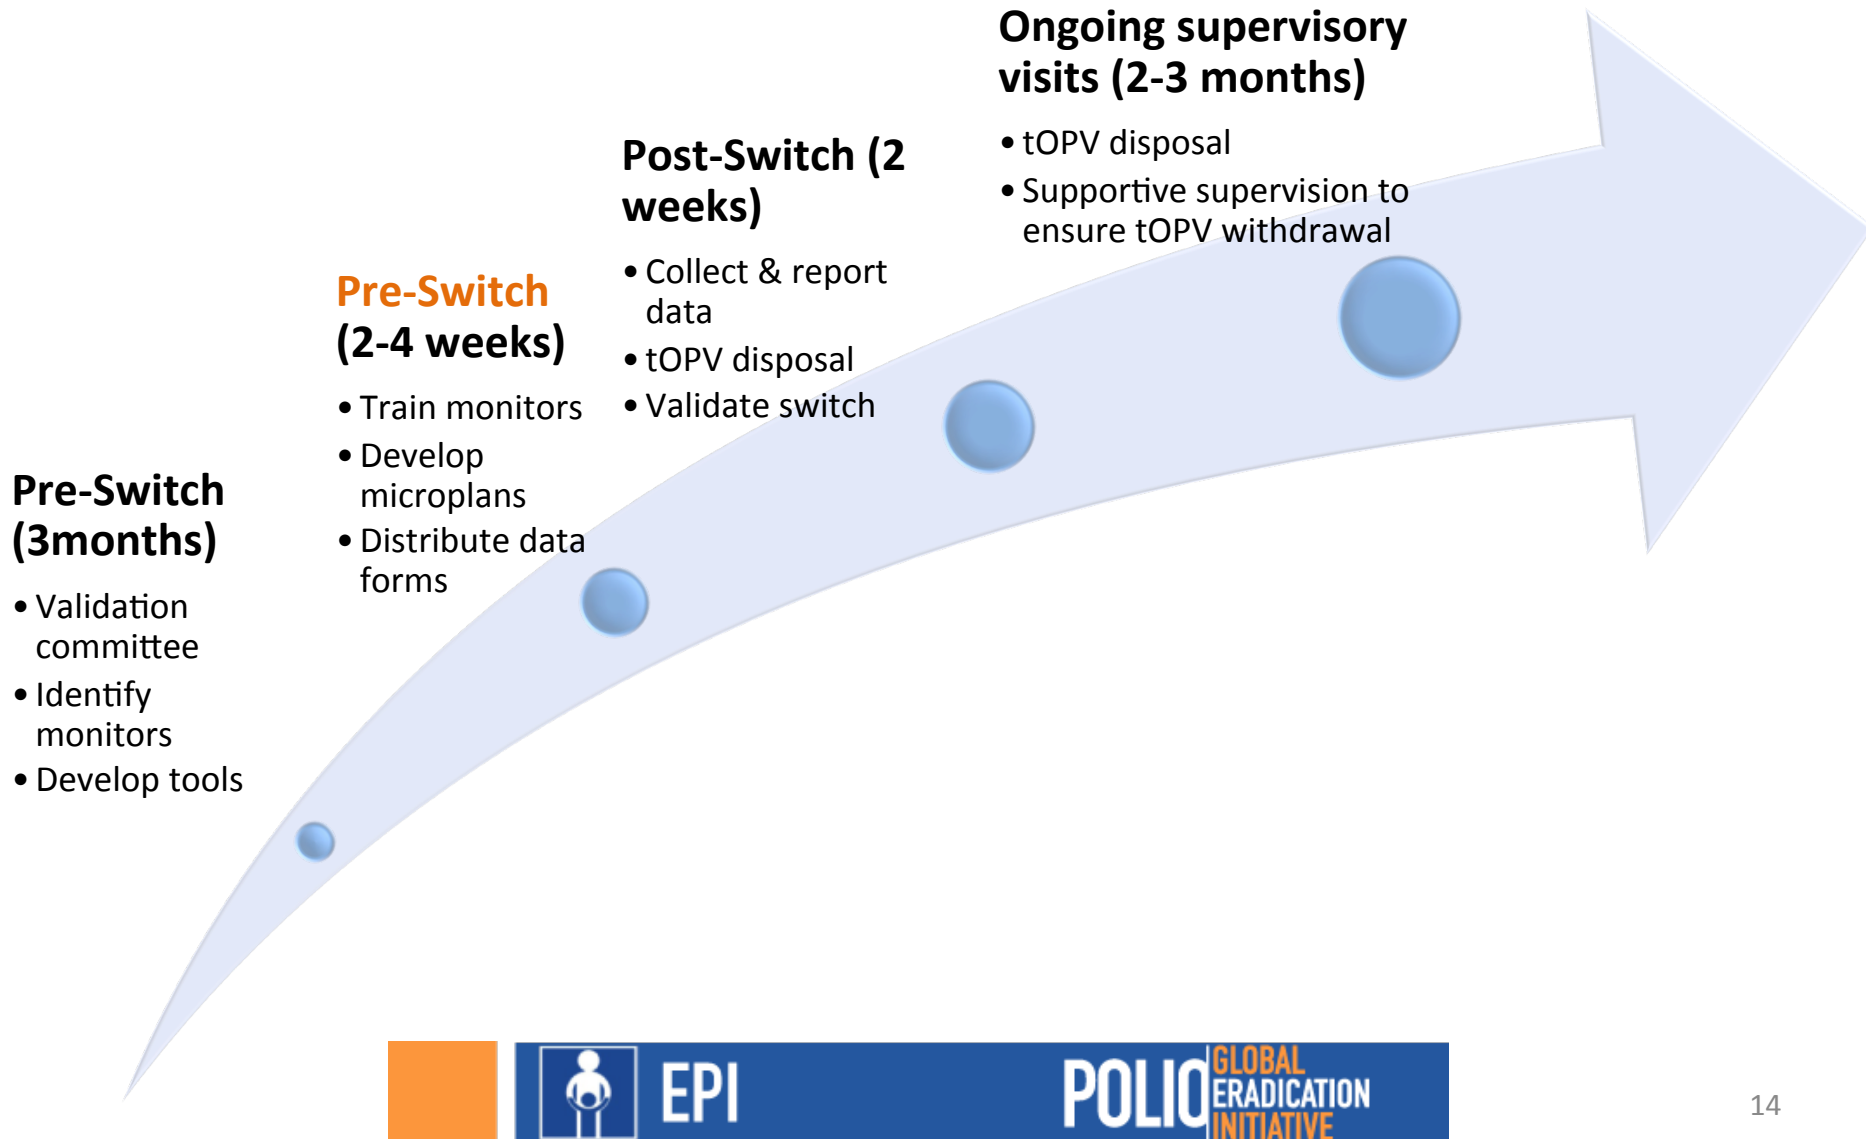 Pre-Switch
(3months)
• Validation
committee
• Identify
monitors
• Develop tools
Pre-Switch
(2-4 weeks)
• Train monitors
• Develop
microplans
• Distribute data
forms
Post-Switch (2
weeks)
• Collect & report
data
• tOPV disposal
• Validate switch
Ongoing supervisory
visits (2-3 months)
• tOPV disposal
• Supportive supervision to
ensure tOPV withdrawal
EPI
POLIO
GLOBAL
ERADICATION
INITIATIVE
14